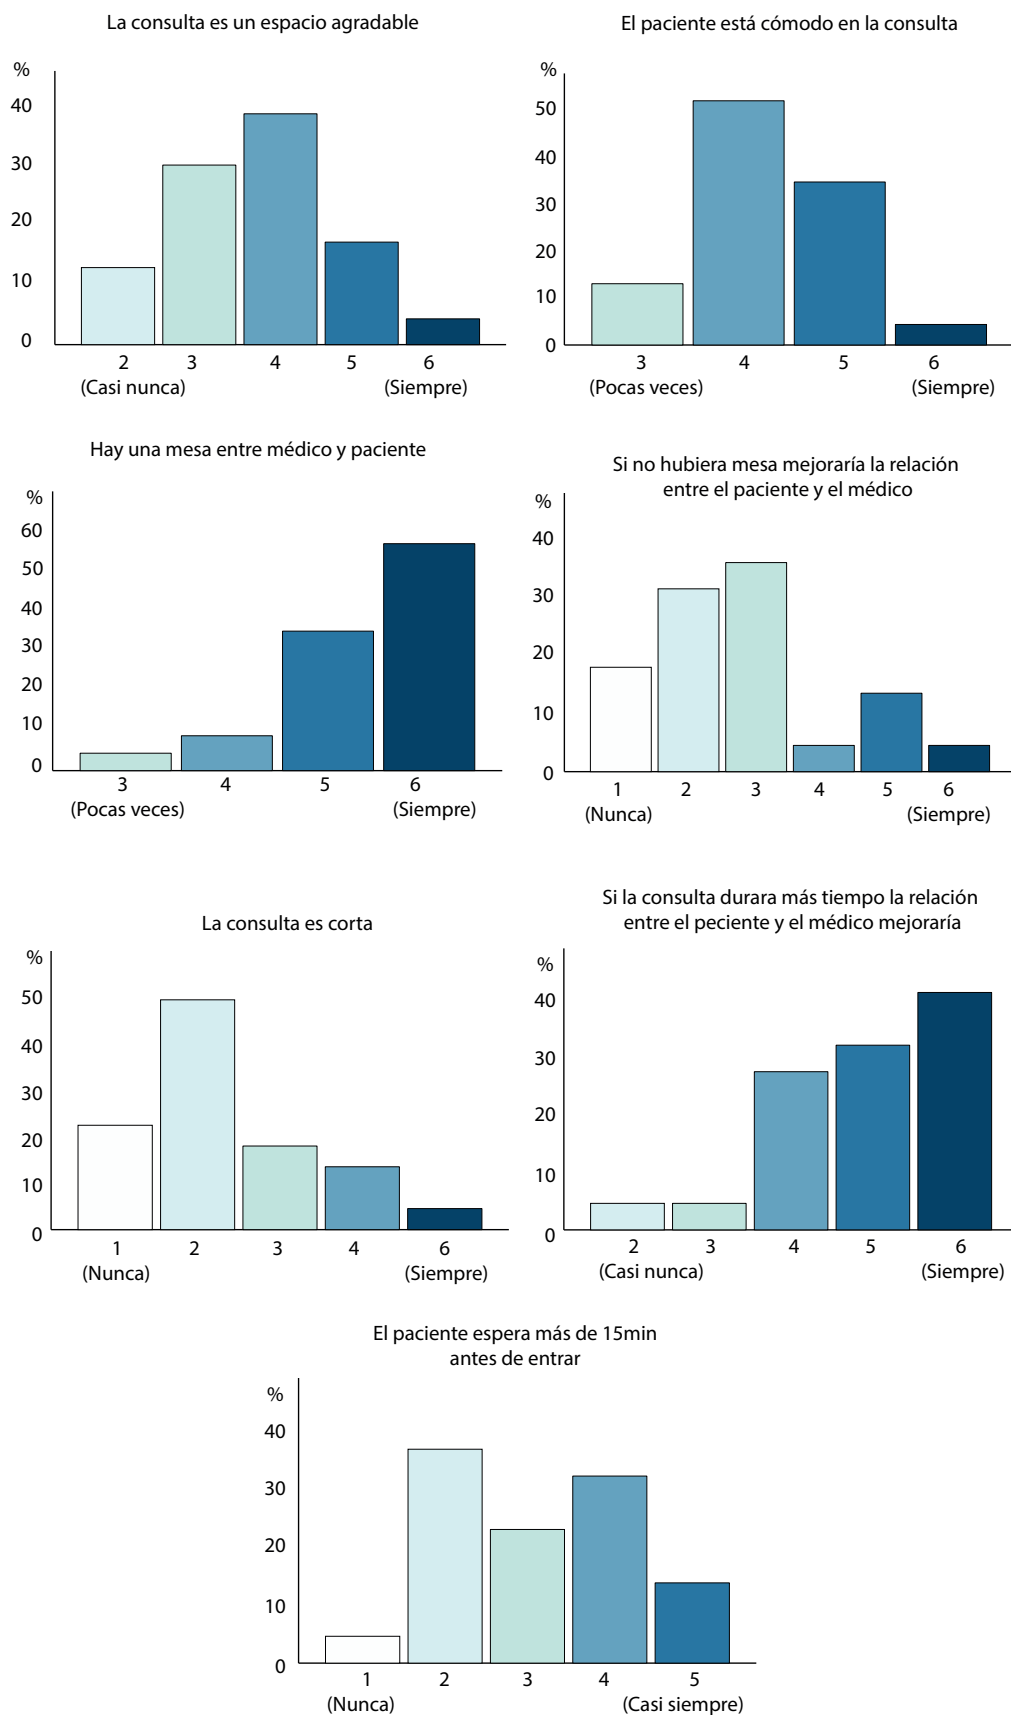 La consulta es un espacio agradable
%
40
30
20
10
0
2 3 4 5 6
(Casi nunca) (Siempre)
El paciente está cómodo en la consulta
%
50
40
30
20
10
0
3 4 5 6
(Pocas veces) (Siempre)
Hay una mesa entre médico y paciente
%
60
50
40
30
20
10
0
3 4 5 6
(Pocas veces) (Siempre)
Si no hubiera mesa mejoraría la relación
entre el paciente y el médico
%
40
30
20
10
0
1 2 3 4 5 6
(Nunca) (Siempre)
La consulta es corta
%
50
40
30
20
10
0
1 2 3 4 6
(Nunca) (Siempre)
Si la consulta durara más tiempo la relación
entre el peciente y el médico mejoraría
%
40
30
20
10
0
2 3 4 5 6
(Casi nunca) (Siempre)
El paciente espera más de 15min
antes de entrar
%
40
30
20
10
0
1 2 3 4 5
(Nunca) (Casi siempre)